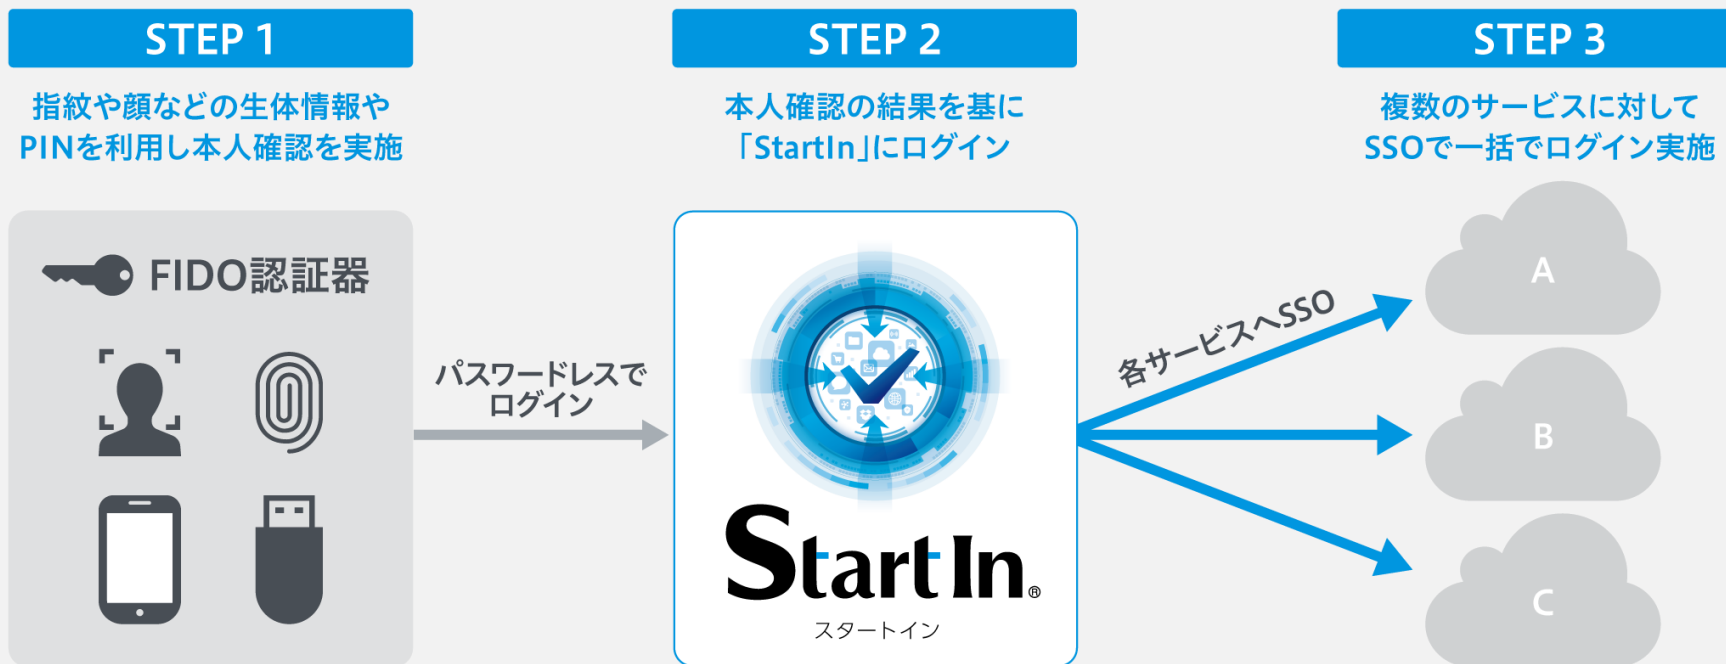 STEP 1
指紋や顔などの生体情報や
PINを利用し本人確認を実施
FIDO認証器
パスワードレスで
ログイン
STEP 2
本人確認の結果を基に
「StartIn」にログイン
StartIn®
スタートイン
各サービスへSSO
STEP 3
複数のサービスに対して
SSOで一括でログイン実施
A
B
C